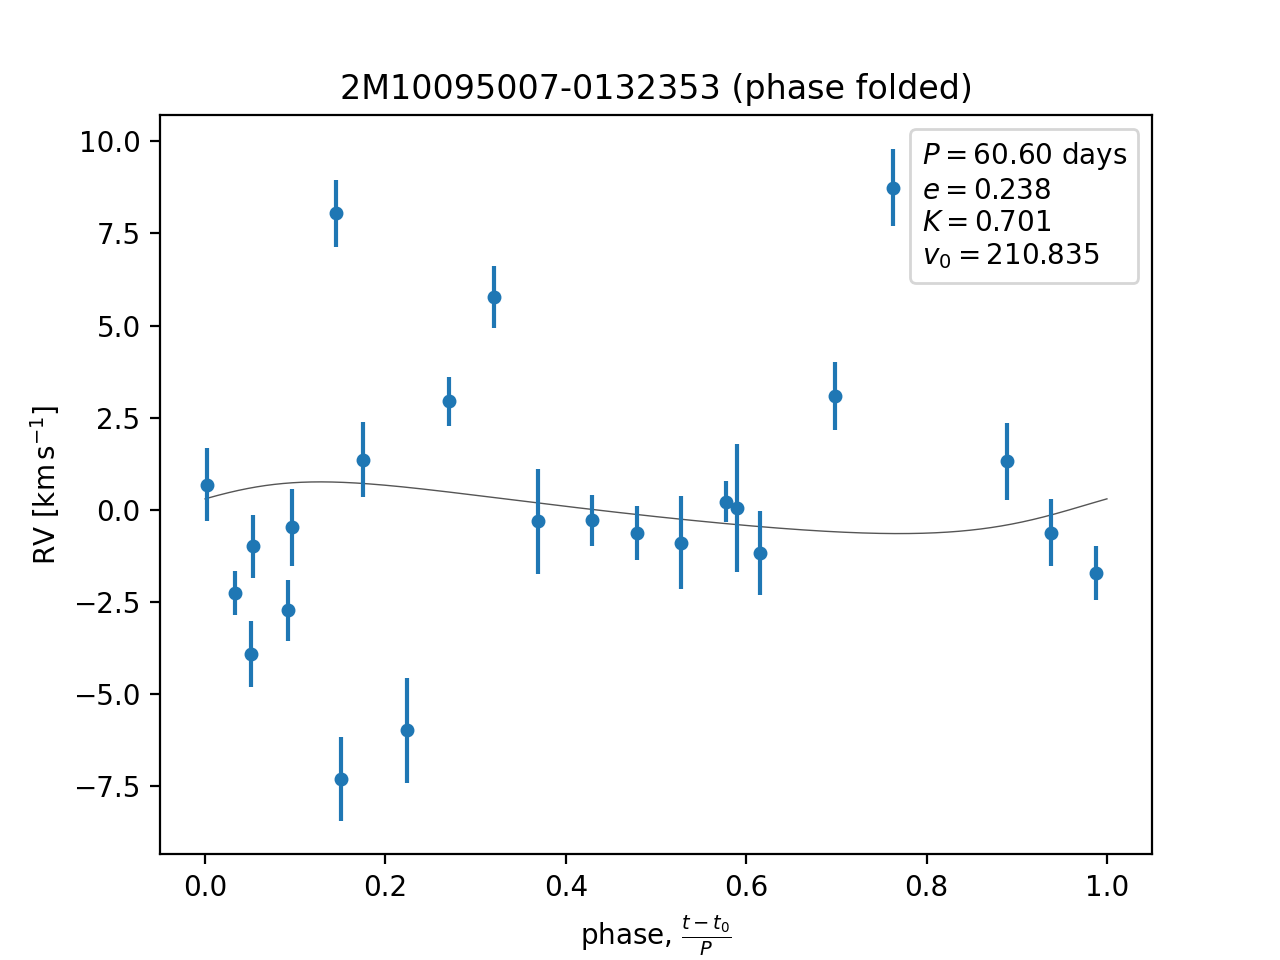 2M10095007-0132353 (phase folded)
P = 60.60 days
e = 0.238
K = 0.701
v₀ = 210.835
10.0
7.5
5.0
2.5
0.0
−2.5
−5.0
−7.5
RV [km s⁻¹]
0.0 0.2 0.4 0.6 0.8 1.0
phase, (t − t₀)/P